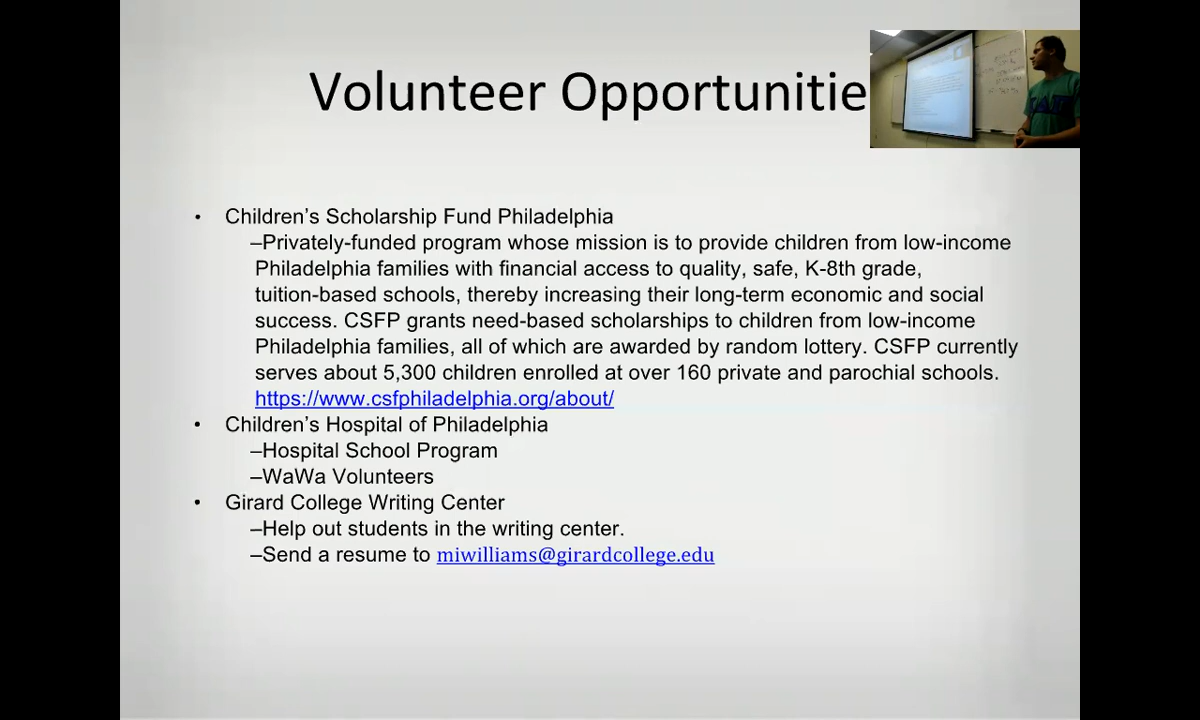 Volunteer Opportunitie
• Children’s Scholarship Fund Philadelphia
–Privately-funded program whose mission is to provide children from low-income
Philadelphia families with financial access to quality, safe, K-8th grade,
tuition-based schools, thereby increasing their long-term economic and social
success. CSFP grants need-based scholarships to children from low-income
Philadelphia families, all of which are awarded by random lottery. CSFP currently
serves about 5,300 children enrolled at over 160 private and parochial schools.
https://www.csfphiladelphia.org/about/
• Children’s Hospital of Philadelphia
–Hospital School Program
–WaWa Volunteers
• Girard College Writing Center
–Help out students in the writing center.
–Send a resume to miwilliams@girardcollege.edu